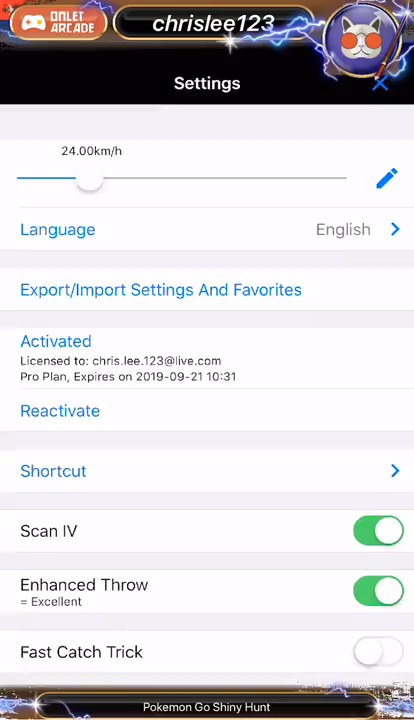 OMLET
ARCADE
chrislee123
Settings
24.00km/h
Language
English
Export/Import Settings And Favorites
Activated
Licensed to: chris.lee.123@live.com
Pro Plan, Expires on 2019-09-21 10:31
Reactivate
Shortcut
Scan IV
Enhanced Throw
= Excellent
Fast Catch Trick
Pokemon Go Shiny Hunt